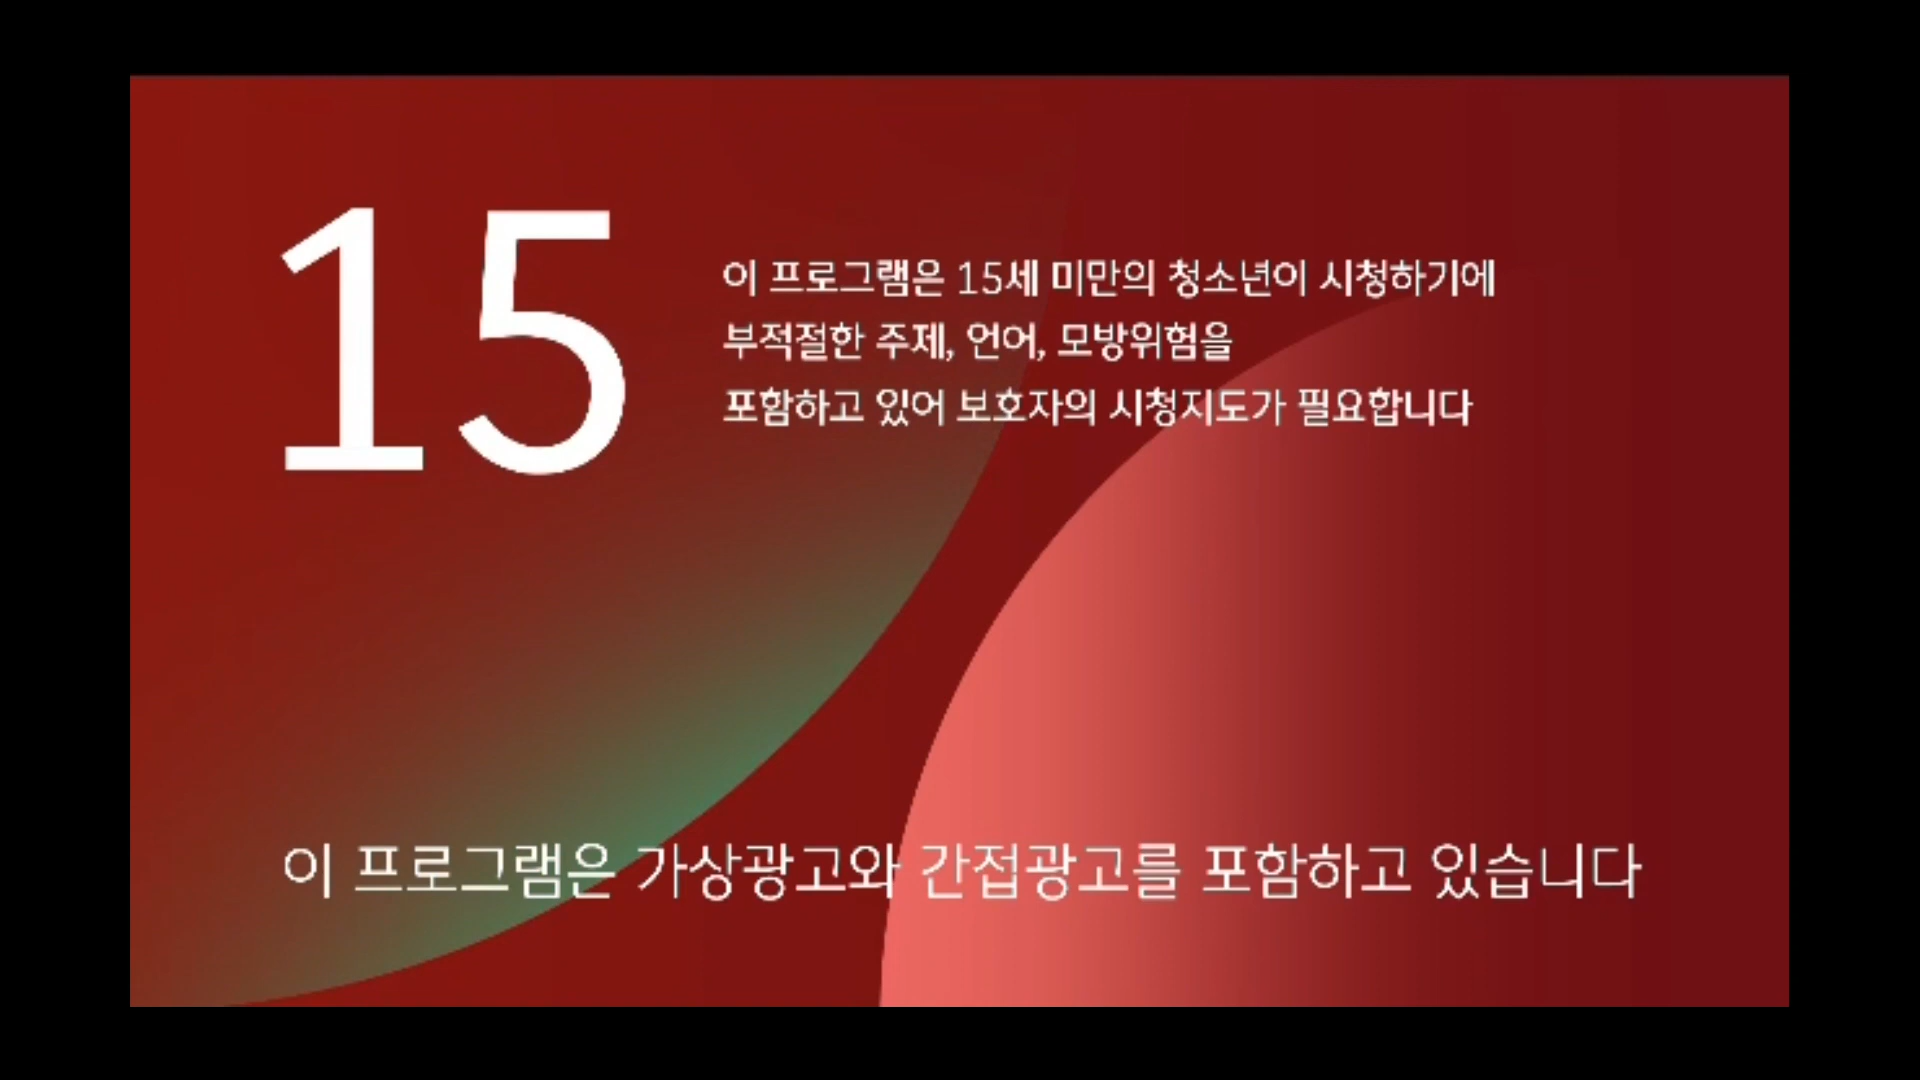 15
이 프로그램은 15세 미만의 청소년이 시청하기에
부적절한 주제, 언어, 모방위험을
포함하고 있어 보호자의 시청지도가 필요합니다
이 프로그램은 가상광고와 간접광고를 포함하고 있습니다